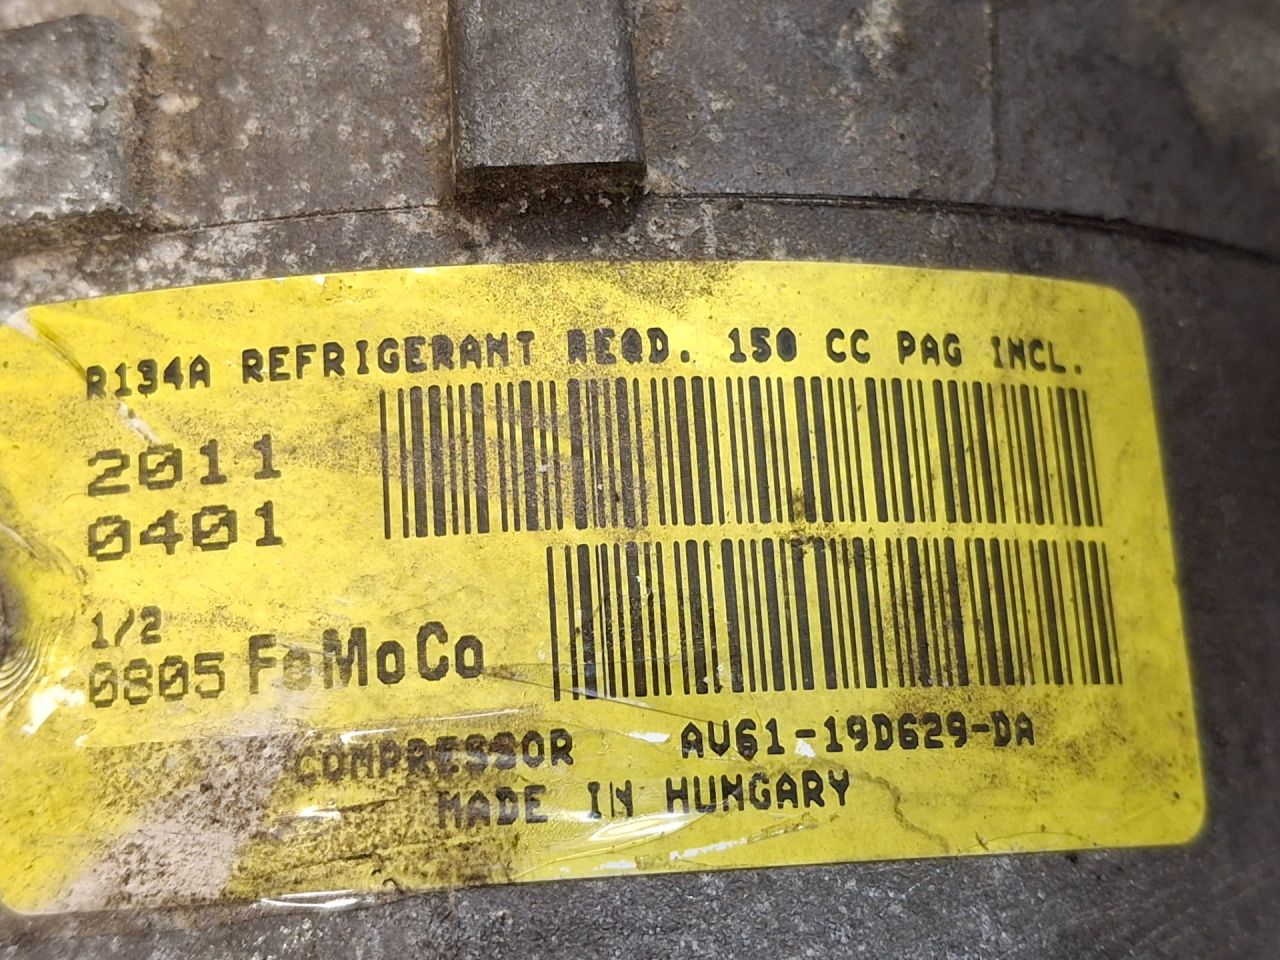 R134A REFRIGERANT REQD. 150 CC PAG INCL.
2011
0401
1/2
0805 FoMoCo
COMPRESSOR AV61-19D629-DA
MADE IN HUNGARY